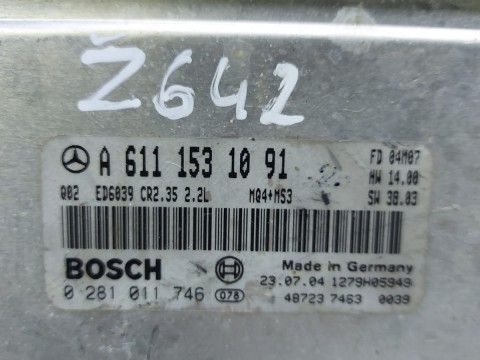 Ž642
A 611 153 10 91
FD 04M07
HW 14.00
Q02 ED6039 CR2.35 2.2L MQ4+MS3 SW 38.03
BOSCH
Made in Germany
23.07.04 1279H05949
0 281 011 746 078 48723 7463 0039